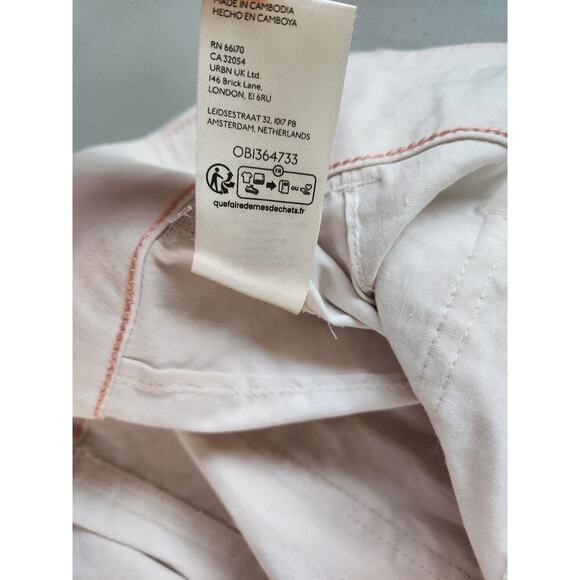 MADE IN CAMBODIA
HECHO EN CAMBOYA
RN 66170
CA 32054
URBN UK Ltd.
146 Brick Lane,
LONDON, E1 6RU
LEIDSESTRAAT 32, 1017 PB
AMSTERDAM, NETHERLANDS
OB1364733
FR
OU
quefairedemesdechets.fr